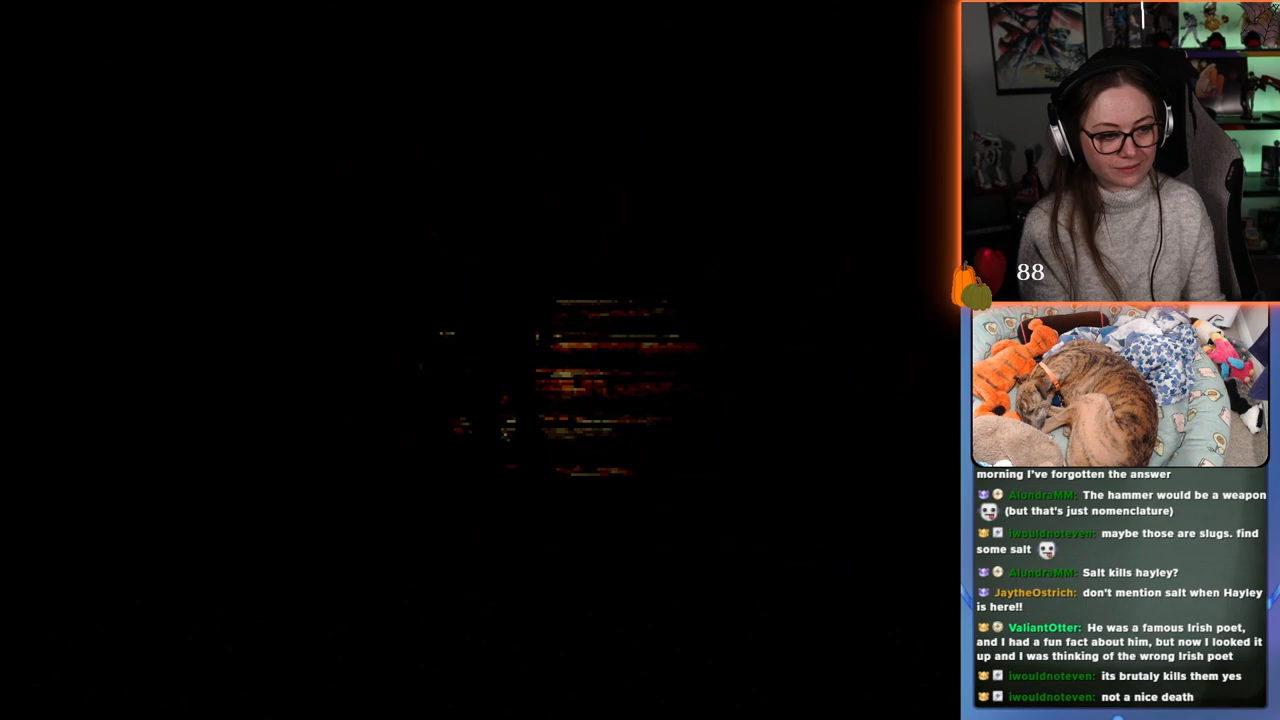 88
morning I've forgotten the answer
AlundraMM: The hammer would be a weapon
(but that's just nomenclature)
iwouldnoteven: maybe those are slugs. find
some salt
AlundraMM: Salt kills hayley?
JaytheOstrich: don't mention salt when Hayley
is here!!
ValiantOtter: He was a famous Irish poet,
and I had a fun fact about him, but now I looked it
up and I was thinking of the wrong Irish poet
iwouldnoteven: its brutaly kills them yes
iwouldnoteven: not a nice death